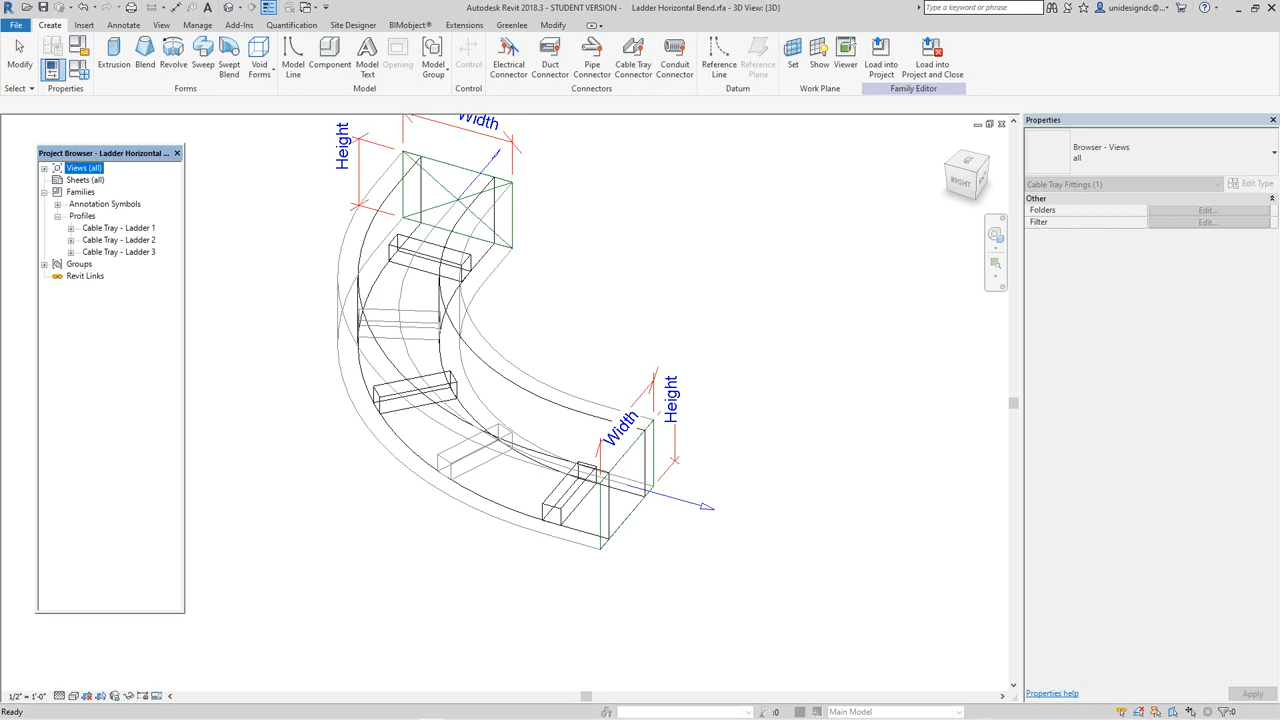 Autodesk Revit 2018.3 - STUDENT VERSION - Ladder Horizontal Bend.rfa - 3D View: {3D}
Type a keyword or phrase
unidesigndc@...
File Create Insert Annotate View Manage Add-Ins Quantification Site Designer BIMobject® Extensions Greenlee Modify
Modify
Extrusion Blend Revolve Sweep Swept Blend Void Forms
Model Line Component Model Text Opening Model Group
Control
Electrical Connector Duct Connector Pipe Connector Cable Tray Connector Conduit Connector
Reference Line Reference Plane
Set Show Viewer
Load into Project Load into Project and Close
Select Properties Forms Model Control Connectors Datum Work Plane Family Editor
Project Browser - Ladder Horizontal
Views (all)
Sheets (all)
Families
Annotation Symbols
Profiles
Cable Tray - Ladder 1
Cable Tray - Ladder 2
Cable Tray - Ladder 3
Groups
Revit Links
Width
Height
Width
Height
RIGHT
Properties
Browser - Views
all
Cable Tray Fittings (1)
Edit Type
Other
Folders
Edit...
Filter
Edit...
Properties help
Apply
1/2" = 1'-0"
Ready
:0
Main Model
:0